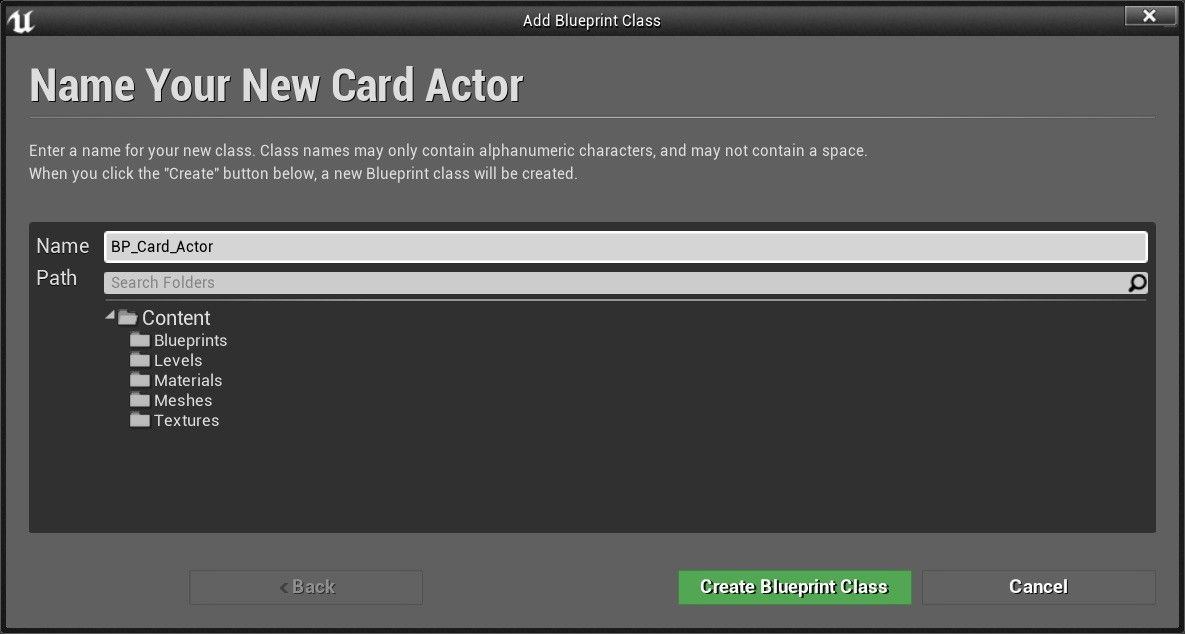 Add Blueprint Class
Name Your New Card Actor
Enter a name for your new class. Class names may only contain alphanumeric characters, and may not contain a space.
When you click the "Create" button below, a new Blueprint class will be created.
Name BP_Card_Actor
Path Search Folders
Content
Blueprints
Levels
Materials
Meshes
Textures
< Back Create Blueprint Class Cancel